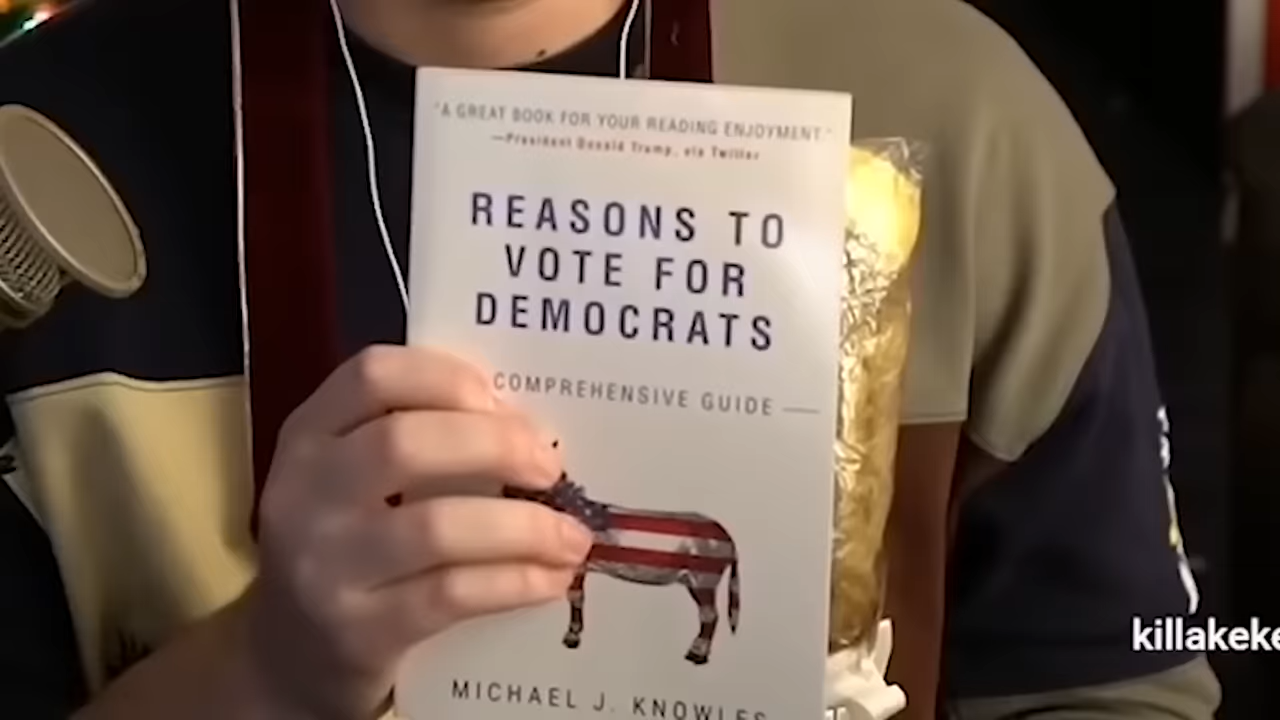 "A GREAT BOOK FOR YOUR READING ENJOYMENT."
—President Donald Trump, via Twitter
REASONS TO
VOTE FOR
DEMOCRATS
COMPREHENSIVE GUIDE —
MICHAEL J. KNOWLES
killakeke